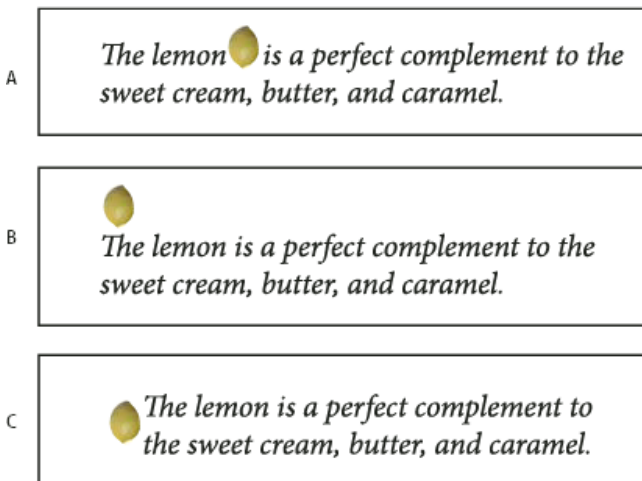 A
The lemon is a perfect complement to the
sweet cream, butter, and caramel.
B
The lemon is a perfect complement to the
sweet cream, butter, and caramel.
C
The lemon is a perfect complement to
the sweet cream, butter, and caramel.